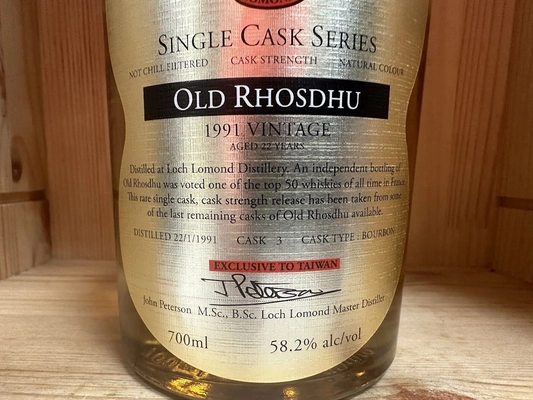 SINGLE CASK SERIES
NOT CHILL FILTERED CASK STRENGTH NATURAL COLOUR
OLD RHOSDHU
1991 VINTAGE
AGED 22 YEARS
Distilled at Loch Lomond Distillery. An independent bottling of
Old Rhosdhu was voted one of the top 50 whiskies of all time in France.
This rare single cask, cask strength release has been taken from some
of the last remaining casks of Old Rhosdhu available.
DISTILLED 22/1/1991 CASK 3 CASK TYPE: BOURBON
EXCLUSIVE TO TAIWAN
J Peterson
John Peterson M.Sc., B.Sc. Loch Lomond Master Distiller
700ml 58.2% alc/vol